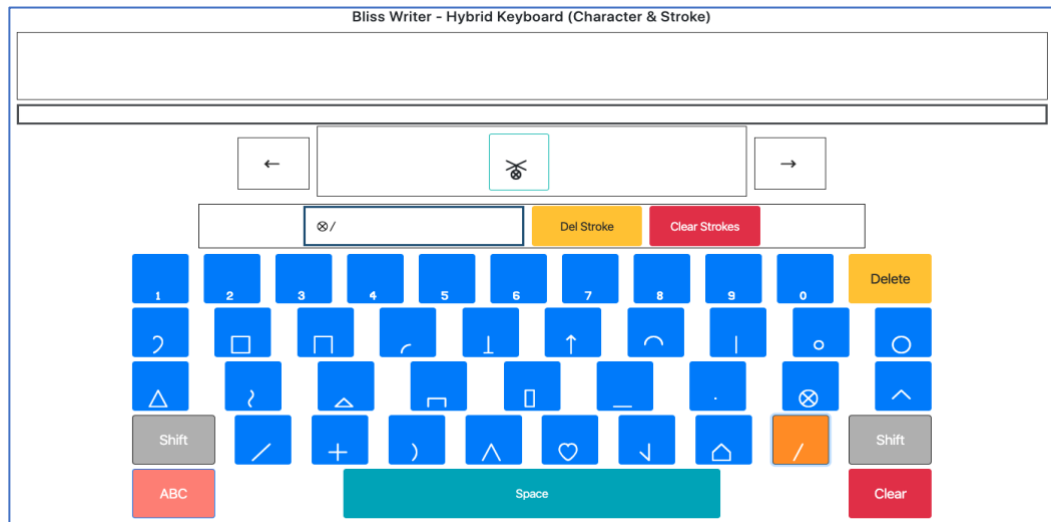 Bliss Writer - Hybrid Keyboard (Character & Stroke)
← →
⊗/ Del Stroke Clear Strokes
1 2 3 4 5 6 7 8 9 0 Delete
Shift / + ) ∧ ♡ / Shift
ABC Space Clear